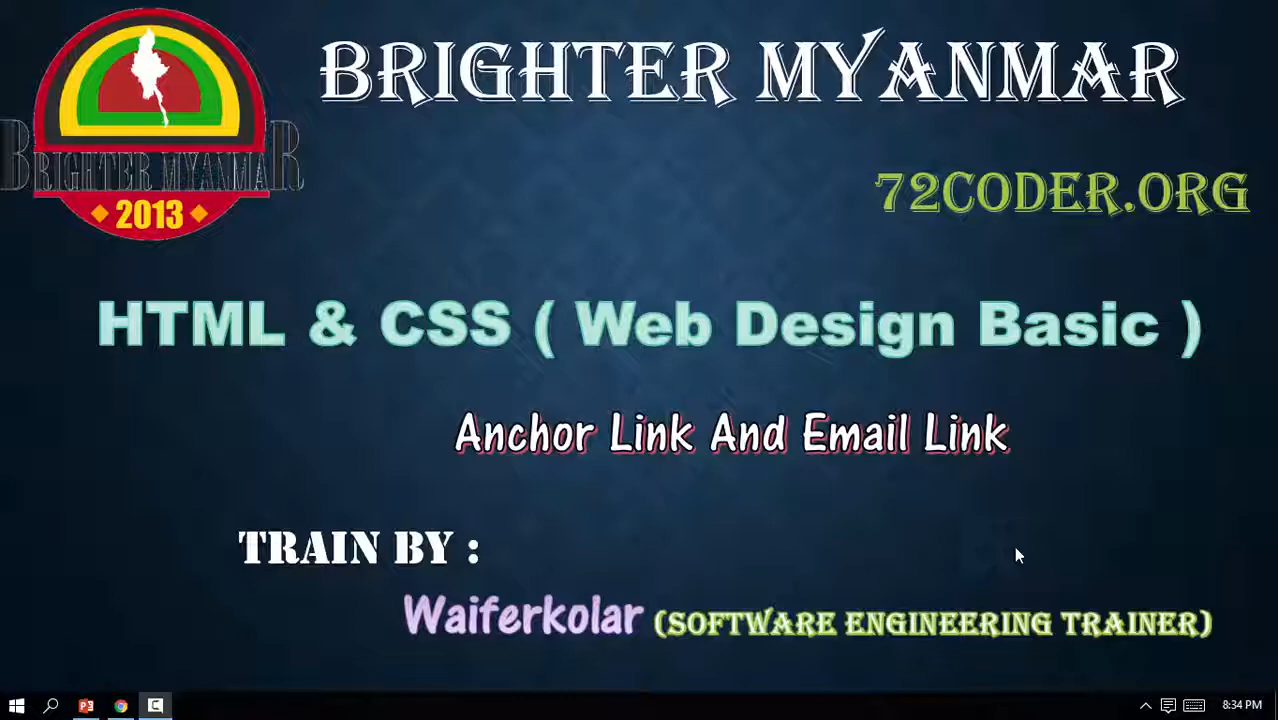 BRIGHTER MYANMAR
BRIGHTER MYANMAR
2013
72CODER.ORG
HTML & CSS ( Web Design Basic )
Anchor Link And Email Link
TRAIN BY :
Waiferkolar (SOFTWARE ENGINEERING TRAINER)
8:34 PM